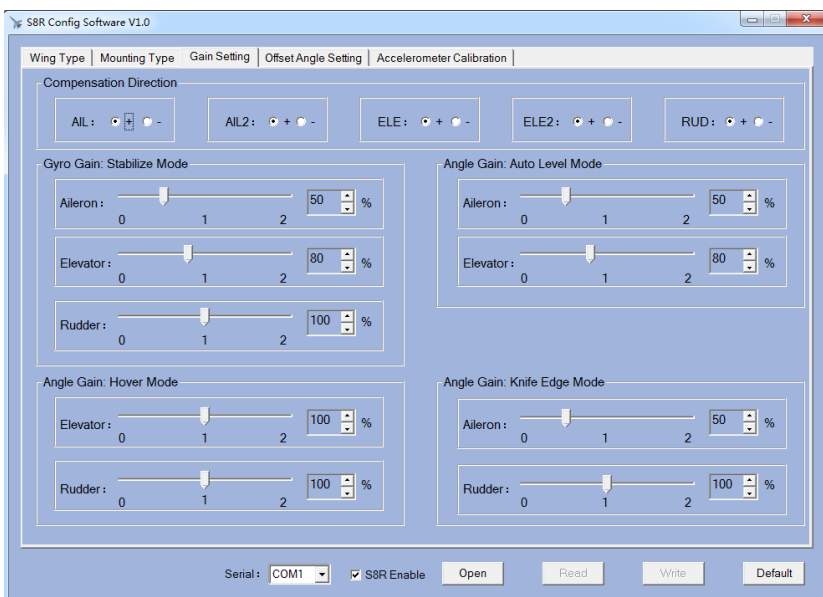 S8R Config Software V1.0
Wing Type Mounting Type Gain Setting Offset Angle Setting Accelerometer Calibration
Compensation Direction
AIL: + - AIL2: + - ELE: + - ELE2: + - RUD: + -
Gyro Gain: Stabilize Mode
Aileron: 50 %
0 1 2
Elevator: 80 %
0 1 2
Rudder: 100 %
0 1 2
Angle Gain: Auto Level Mode
Aileron: 50 %
0 1 2
Elevator: 80 %
0 1 2
Angle Gain: Hover Mode
Elevator: 100 %
0 1 2
Rudder: 100 %
0 1 2
Angle Gain: Knife Edge Mode
Aileron: 50 %
0 1 2
Rudder: 100 %
0 1 2
Serial: COM1 S8R Enable Open Read Write Default